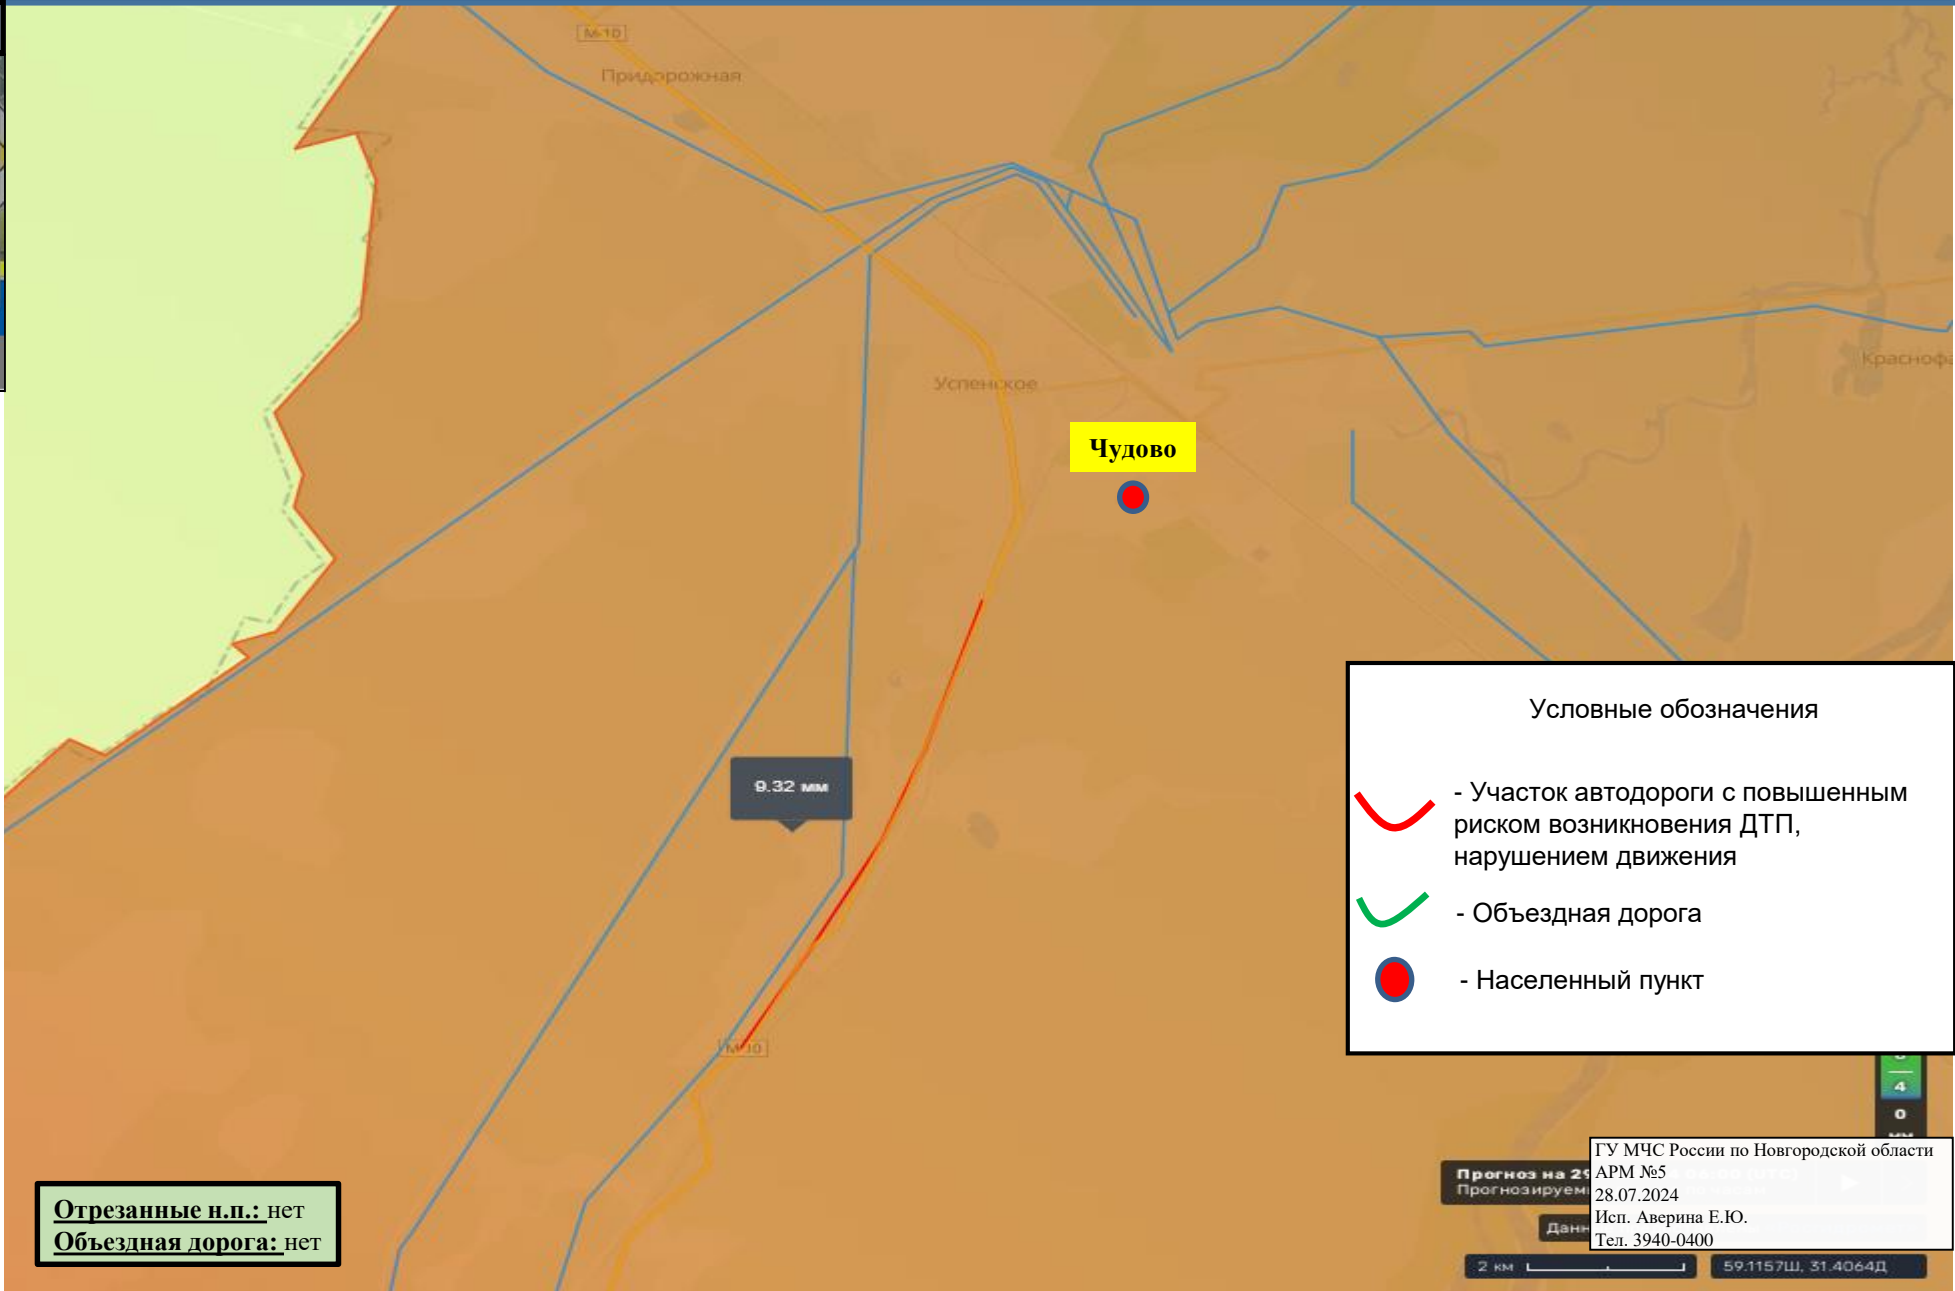 М-10
Придорожная
Успенское
Чудово
Краснофа
9.32 мм
М-10
Условные обозначения
- Участок автодороги с повышенным
риском возникновения ДТП,
нарушением движения
- Объездная дорога
- Населенный пункт
4
0
Отрезанные н.п.: нет
Объездная дорога: нет
Прогноз на 29
Прогнозируем
Данн
ГУ МЧС России по Новгородской области
АРМ №5
28.07.2024
Исп. Аверина Е.Ю.
Тел. 3940-0400
2 км
59.1157Ш, 31.4064Д